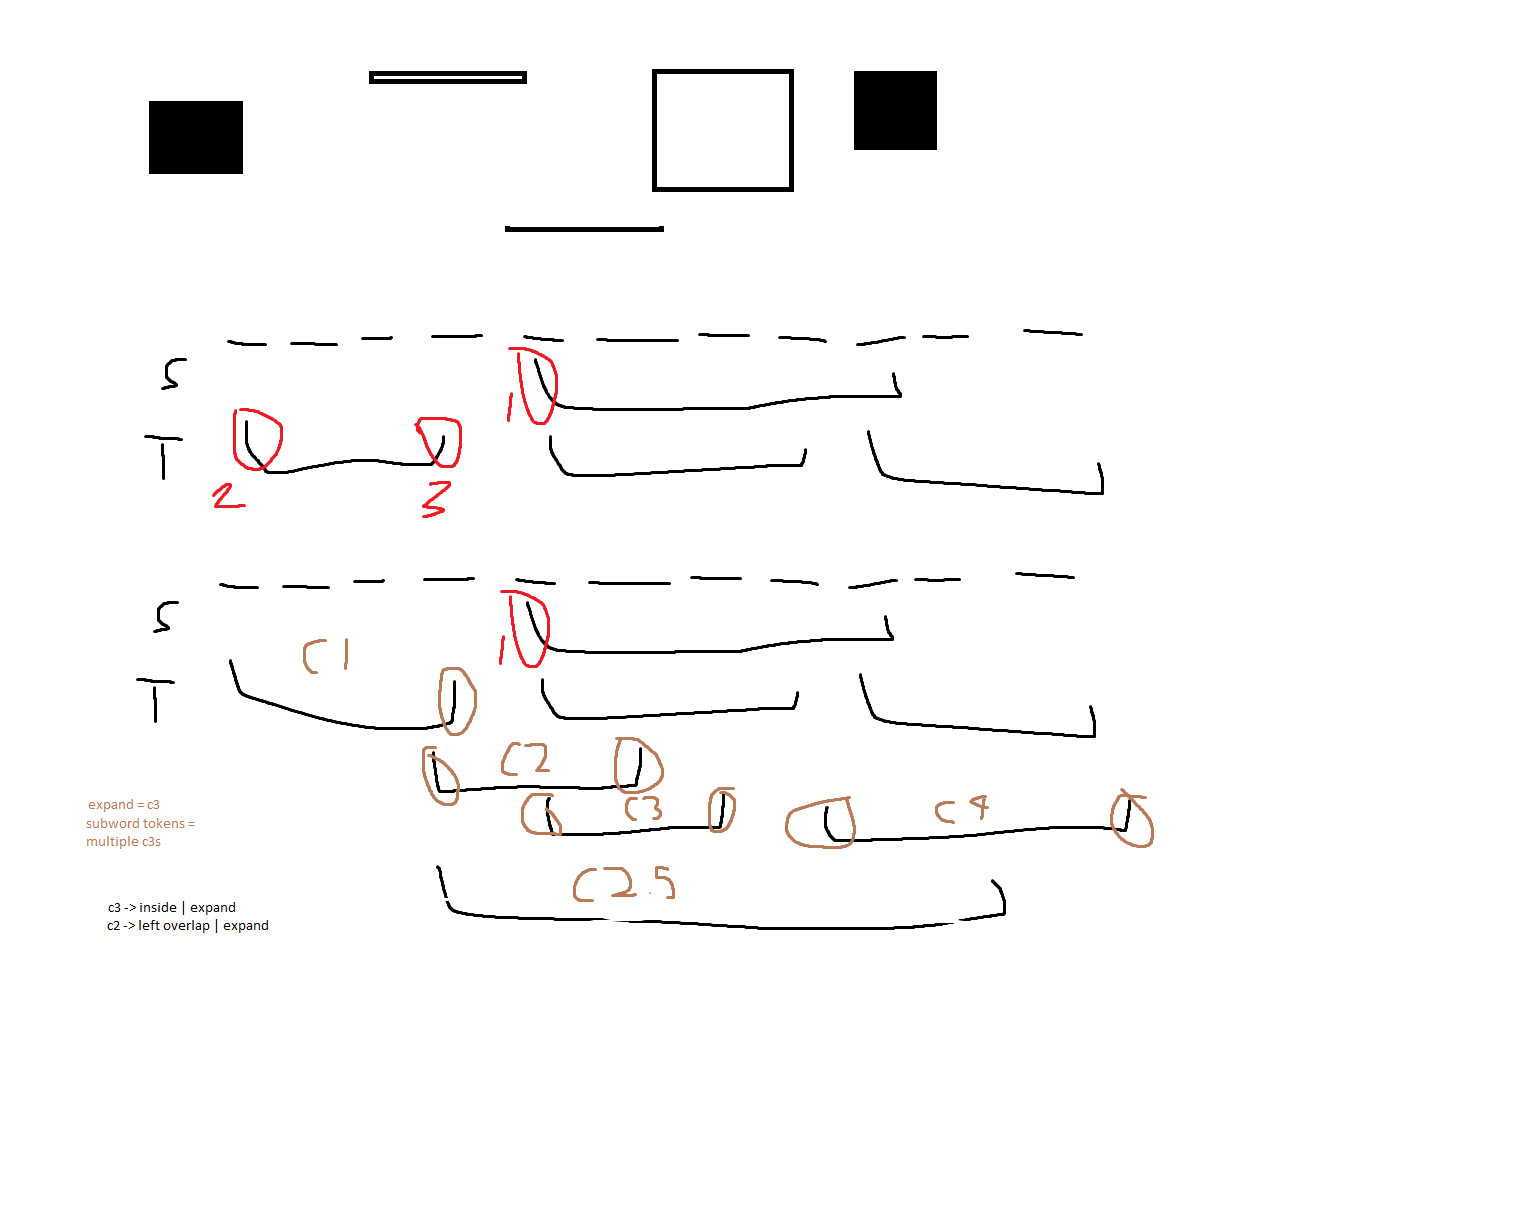 S
1
T
2
3
S
C1
1
T
C2
C3
C4
expand = c3
subword tokens =
multiple c3s
C2.5
c3 -> inside | expand
c2 -> left overlap | expand